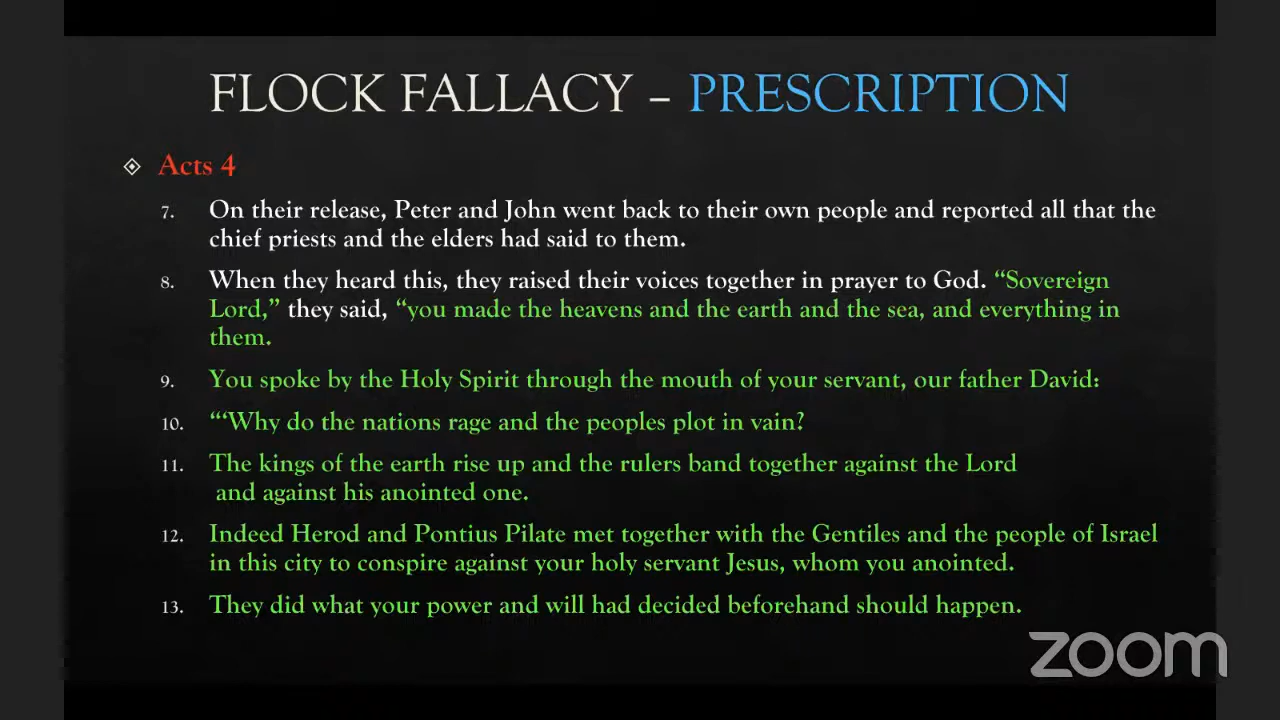 FLOCK FALLACY – PRESCRIPTION
Acts 4
7. On their release, Peter and John went back to their own people and reported all that the
chief priests and the elders had said to them.
8. When they heard this, they raised their voices together in prayer to God. “Sovereign
Lord,” they said, “you made the heavens and the earth and the sea, and everything in
them.
9. You spoke by the Holy Spirit through the mouth of your servant, our father David:
10. “‘Why do the nations rage and the peoples plot in vain?
11. The kings of the earth rise up and the rulers band together against the Lord
and against his anointed one.
12. Indeed Herod and Pontius Pilate met together with the Gentiles and the people of Israel
in this city to conspire against your holy servant Jesus, whom you anointed.
13. They did what your power and will had decided beforehand should happen.
zoom